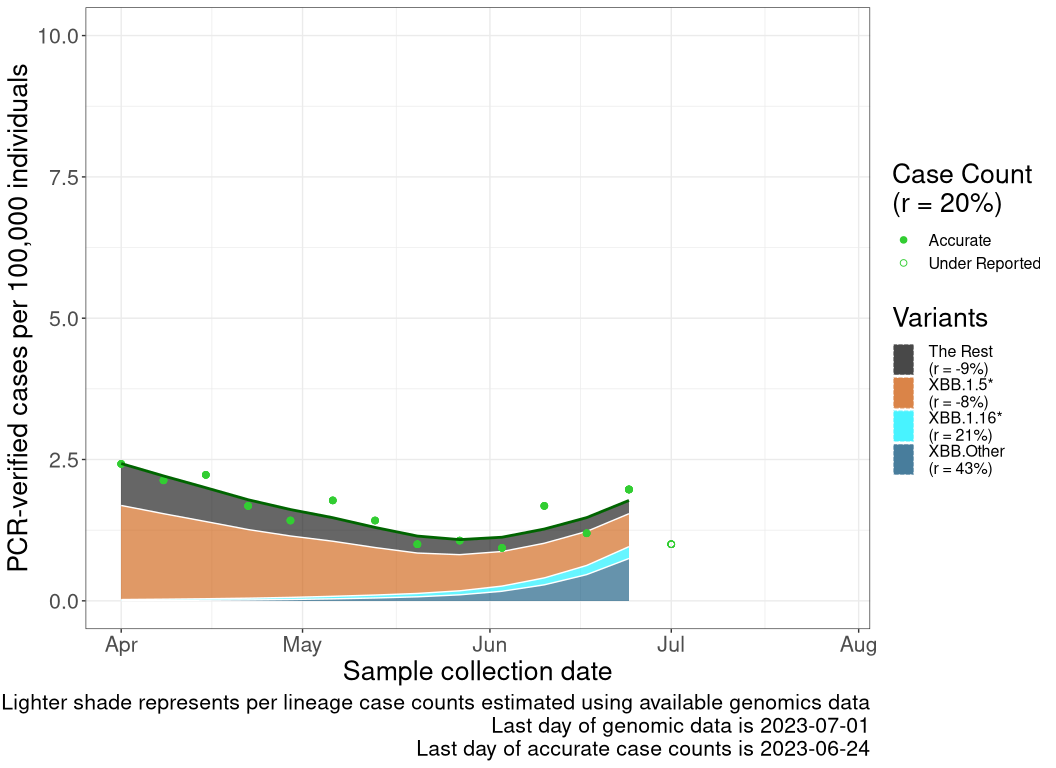 10.0
7.5
5.0
2.5
0.0
PCR-verified cases per 100,000 individuals
Apr May Jun Jul Aug
Sample collection date
Case Count
(r = 20%)
Accurate
Under Reported
Variants
The Rest
(r = -9%)
XBB.1.5*
(r = -8%)
XBB.1.16*
(r = 21%)
XBB.Other
(r = 43%)
Lighter shade represents per lineage case counts estimated using available genomics data
Last day of genomic data is 2023-07-01
Last day of accurate case counts is 2023-06-24